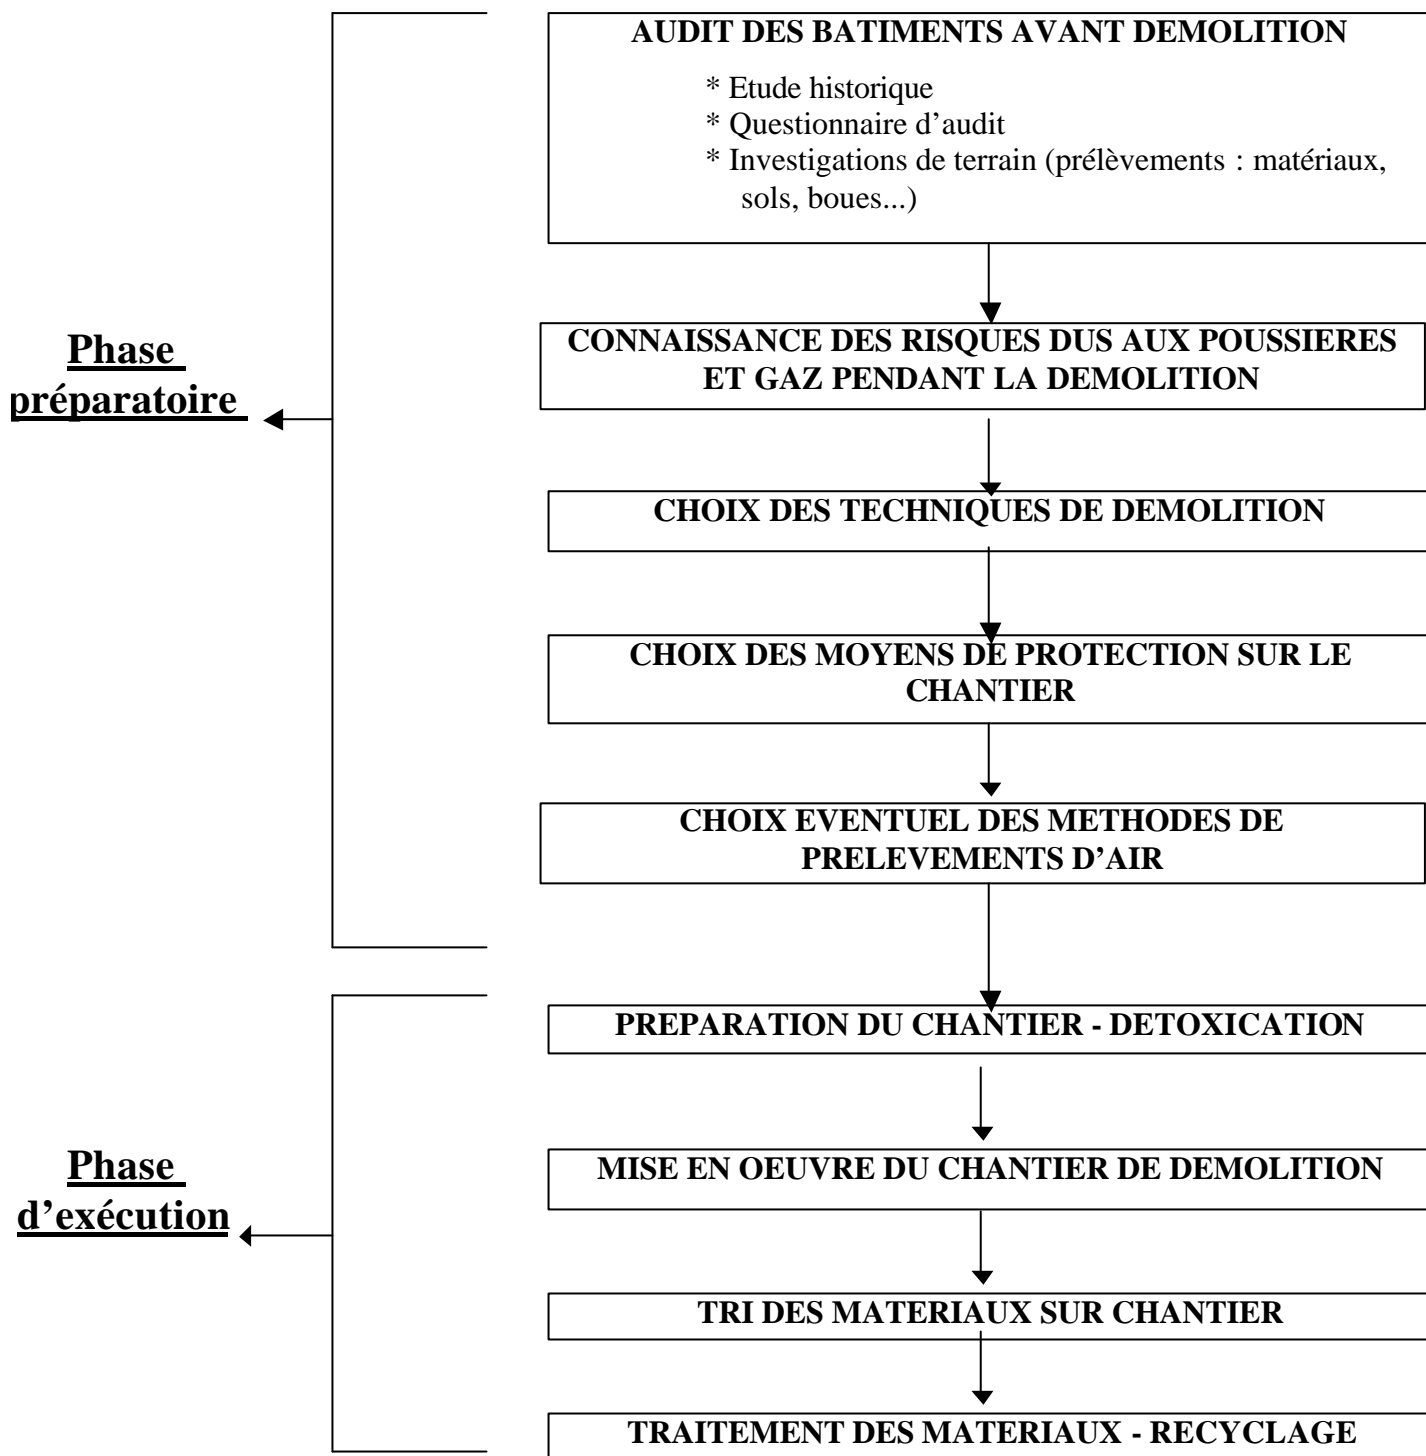 AUDIT DES BATIMENTS AVANT DEMOLITION
* Etude historique
* Questionnaire d’audit
* Investigations de terrain (prélèvements : matériaux,
sols, boues...)
Phase
préparatoire
CONNAISSANCE DES RISQUES DUS AUX POUSSIERES
ET GAZ PENDANT LA DEMOLITION
CHOIX DES TECHNIQUES DE DEMOLITION
CHOIX DES MOYENS DE PROTECTION SUR LE
CHANTIER
CHOIX EVENTUEL DES METHODES DE
PRELEVEMENTS D’AIR
PREPARATION DU CHANTIER - DETOXICATION
Phase
d’exécution
MISE EN OEUVRE DU CHANTIER DE DEMOLITION
TRI DES MATERIAUX SUR CHANTIER
TRAITEMENT DES MATERIAUX - RECYCLAGE